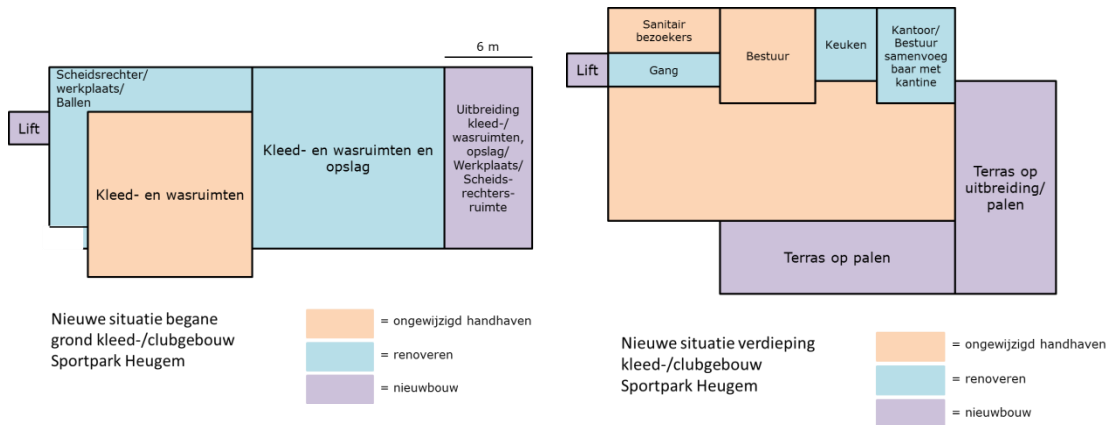 6 m
Scheidsrechter/
werkplaats/
Ballen
Lift
Kleed- en wasruimten
Kleed- en wasruimten en
opslag
Uitbreiding
kleed-/
wasruimten,
opslag/
Werkplaats/
Scheids-
rechters-
ruimte
Nieuwe situatie begane
grond kleed-/clubgebouw
Sportpark Heugem
= ongewijzigd handhaven
= renoveren
= nieuwbouw
Sanitair
bezoekers
Lift
Gang
Bestuur
Keuken
Kantoor/
Bestuur
samenvoeg
baar met
kantine
Terras op
uitbreiding/
palen
Terras op palen
Nieuwe situatie verdieping
kleed-/clubgebouw
Sportpark Heugem
= ongewijzigd handhaven
= renoveren
= nieuwbouw